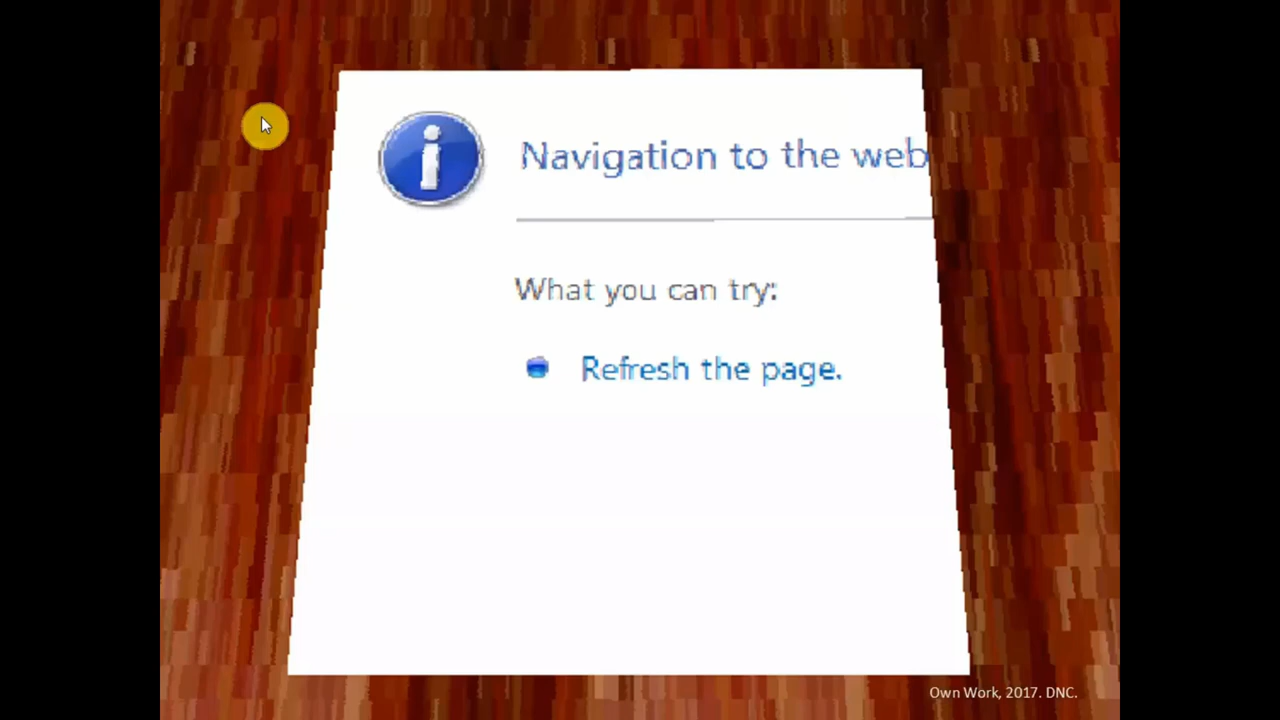 Navigation to the web
What you can try:
Refresh the page.
Own Work, 2017. DNC.